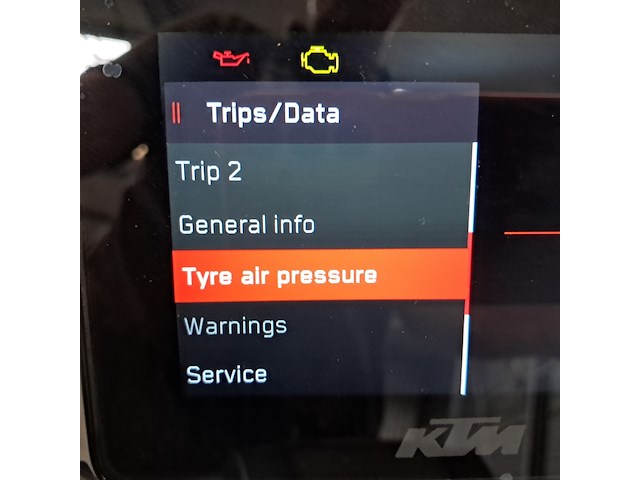 Trips/Data
Trip 2
General info
Tyre air pressure
Warnings
Service
KTM